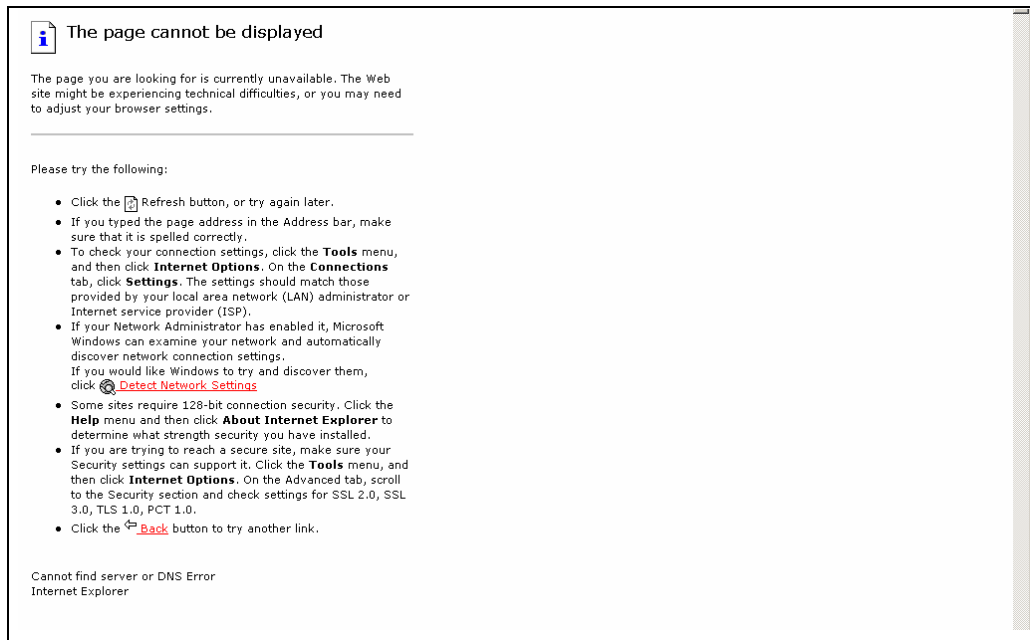 The page cannot be displayed
The page you are looking for is currently unavailable. The Web
site might be experiencing technical difficulties, or you may need
to adjust your browser settings.
Please try the following:
Click the Refresh button, or try again later.
If you typed the page address in the Address bar, make
sure that it is spelled correctly.
To check your connection settings, click the Tools menu,
and then click Internet Options. On the Connections
tab, click Settings. The settings should match those
provided by your local area network (LAN) administrator or
Internet service provider (ISP).
If your Network Administrator has enabled it, Microsoft
Windows can examine your network and automatically
discover network connection settings.
If you would like Windows to try and discover them,
click Detect Network Settings
Some sites require 128-bit connection security. Click the
Help menu and then click About Internet Explorer to
determine what strength security you have installed.
If you are trying to reach a secure site, make sure your
Security settings can support it. Click the Tools menu, and
then click Internet Options. On the Advanced tab, scroll
to the Security section and check settings for SSL 2.0, SSL
3.0, TLS 1.0, PCT 1.0.
Click the Back button to try another link.
Cannot find server or DNS Error
Internet Explorer